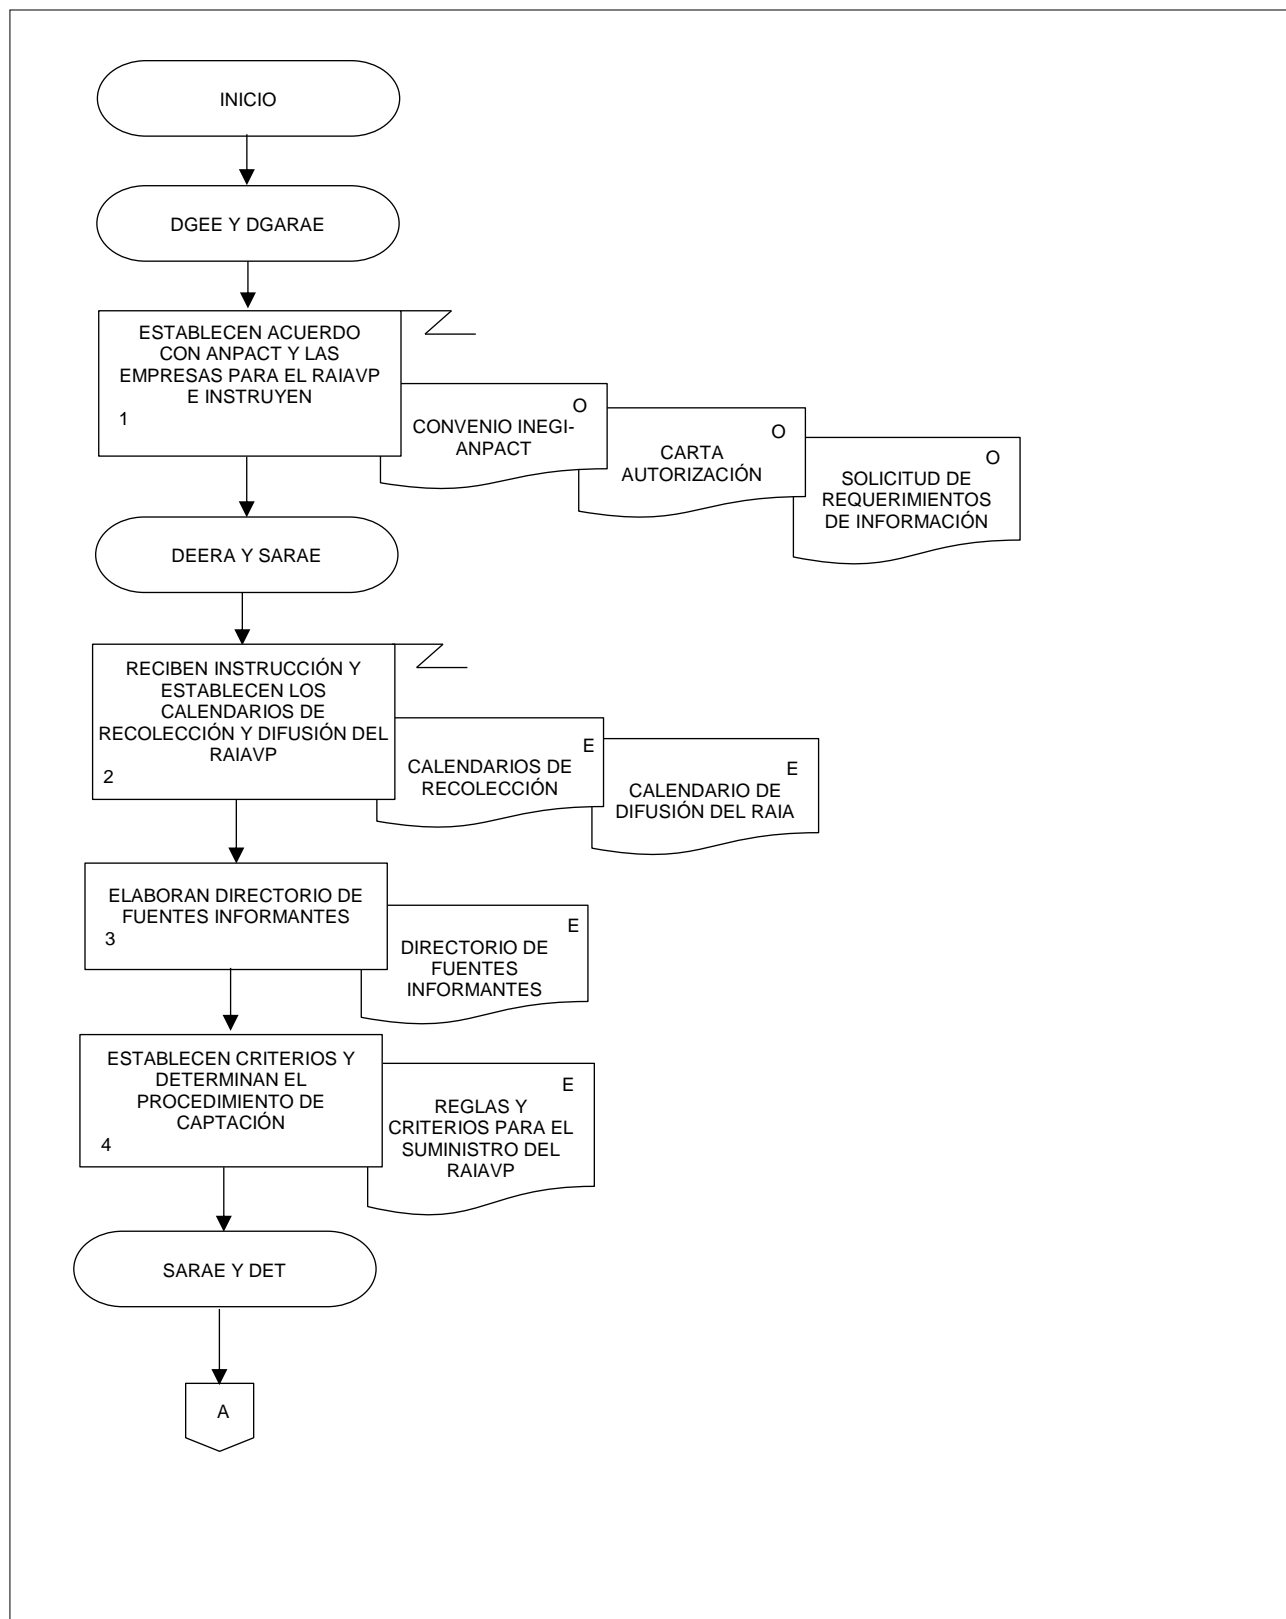 INICIO
DGEE Y DGARAE
ESTABLECEN ACUERDO
CON ANPACT Y LAS
EMPRESAS PARA EL RAIAVP
E INSTRUYEN
1
O
CONVENIO INEGI-
ANPACT
O
CARTA
AUTORIZACIÓN
O
SOLICITUD DE
REQUERIMIENTOS
DE INFORMACIÓN
DEERA Y SARAE
RECIBEN INSTRUCCIÓN Y
ESTABLECEN LOS
CALENDARIOS DE
RECOLECCIÓN Y DIFUSIÓN DEL
RAIAVP
2
E
CALENDARIOS DE
RECOLECCIÓN
E
CALENDARIO DE
DIFUSIÓN DEL RAIA
ELABORAN DIRECTORIO DE
FUENTES INFORMANTES
3
E
DIRECTORIO DE
FUENTES
INFORMANTES
ESTABLECEN CRITERIOS Y
DETERMINAN EL
PROCEDIMIENTO DE
CAPTACIÓN
4
E
REGLAS Y
CRITERIOS PARA EL
SUMINISTRO DEL
RAIAVP
SARAE Y DET
A